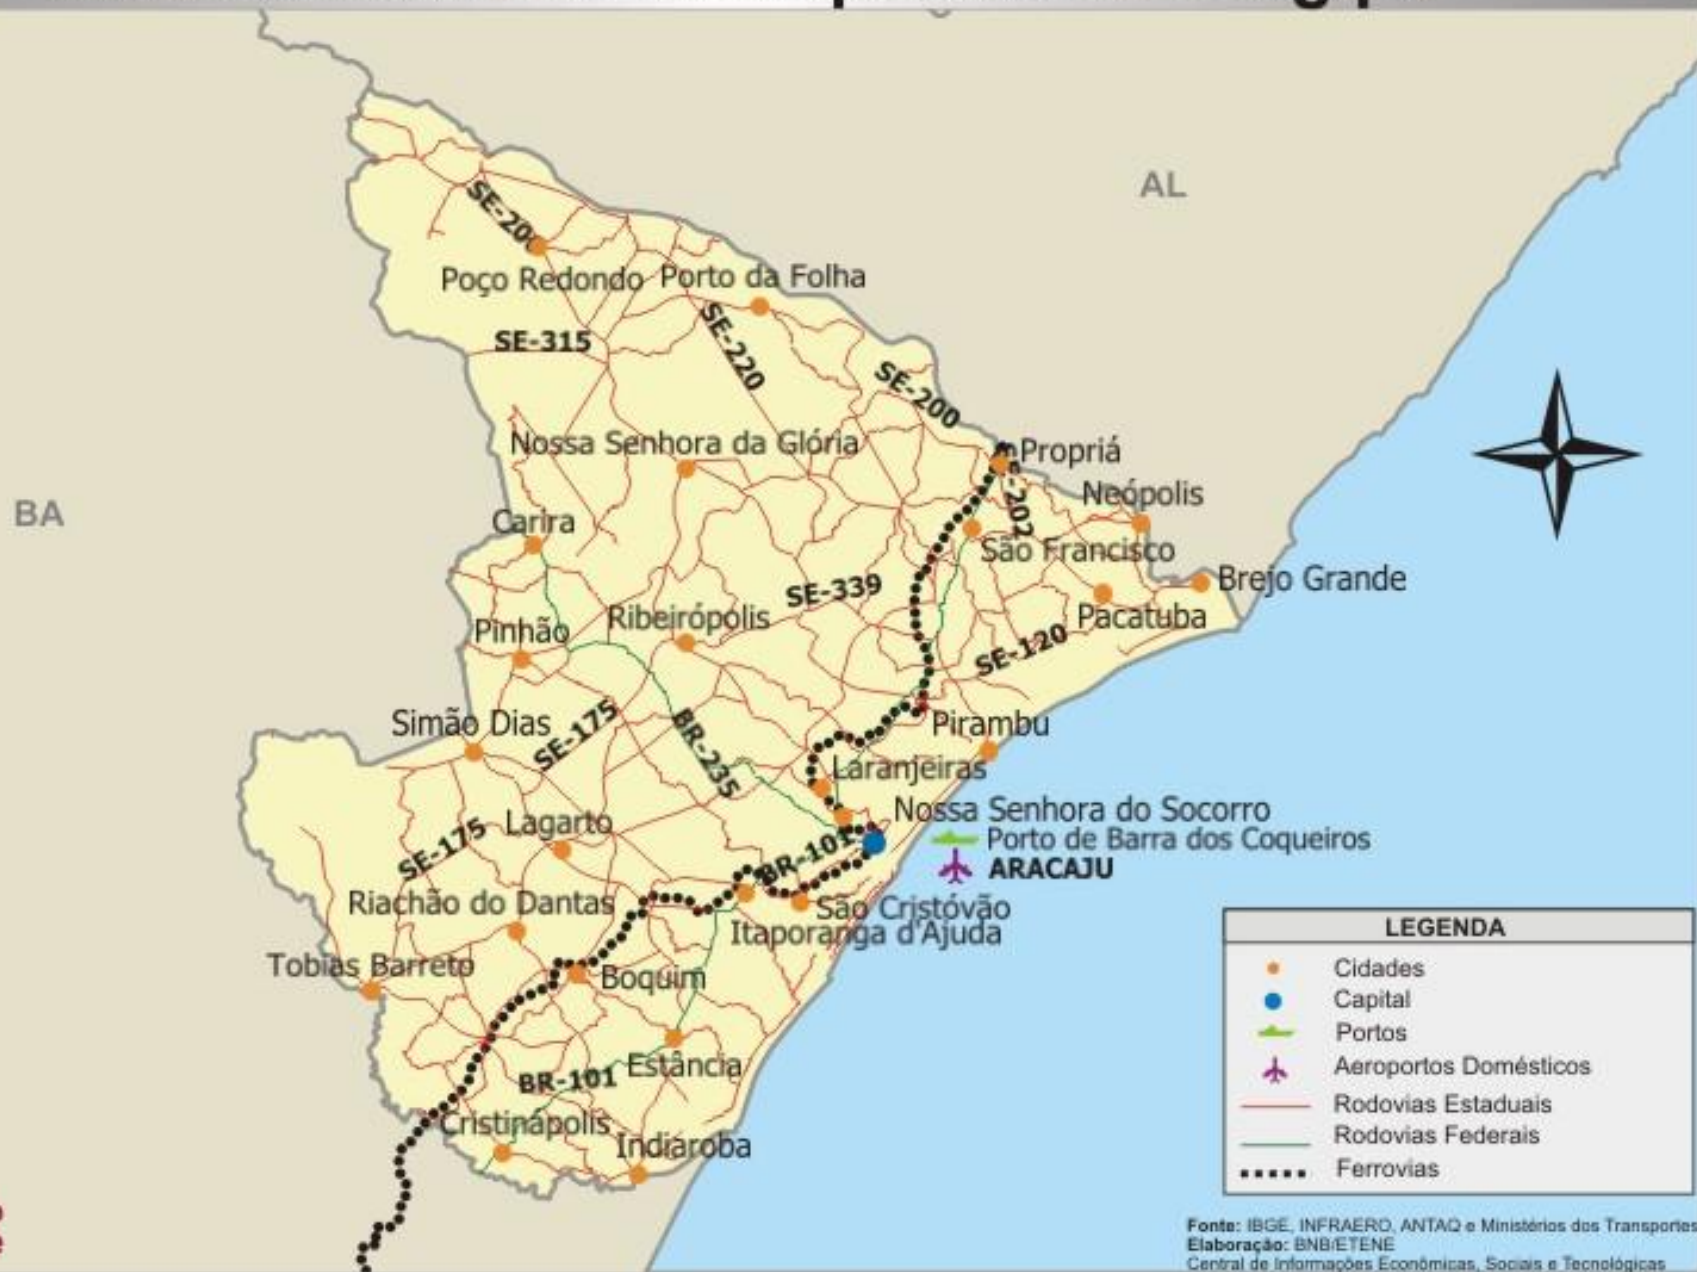 AL
BA
SE-200
Poço Redondo
Porto da Folha
SE-315
SE-220
SE-200
Nossa Senhora da Glória
Propriá
-202
Neópolis
Carira
São Francisco
Brejo Grande
SE-339
Ribeirópolis
Pacatuba
Pinhão
SE-120
Simão Dias
SE-175
BR-235
Pirambu
Laranjeiras
Nossa Senhora do Socorro
Porto de Barra dos Coqueiros
ARACAJU
Lagarto
SE-175
BR-101
Riachão do Dantas
São Cristóvão
Itaporanga d'Ajuda
Tobias Barreto
Boquim
Estância
BR-101
Cristinápolis
Indiaroba
LEGENDA
Cidades
Capital
Portos
Aeroportos Domésticos
Rodovias Estaduais
Rodovias Federais
Ferrovias
Fonte: IBGE, INFRAERO, ANTAQ e Ministérios dos Transportes
Elaboração: BNB/ETENE
Central de Informações Econômicas, Sociais e Tecnológicas